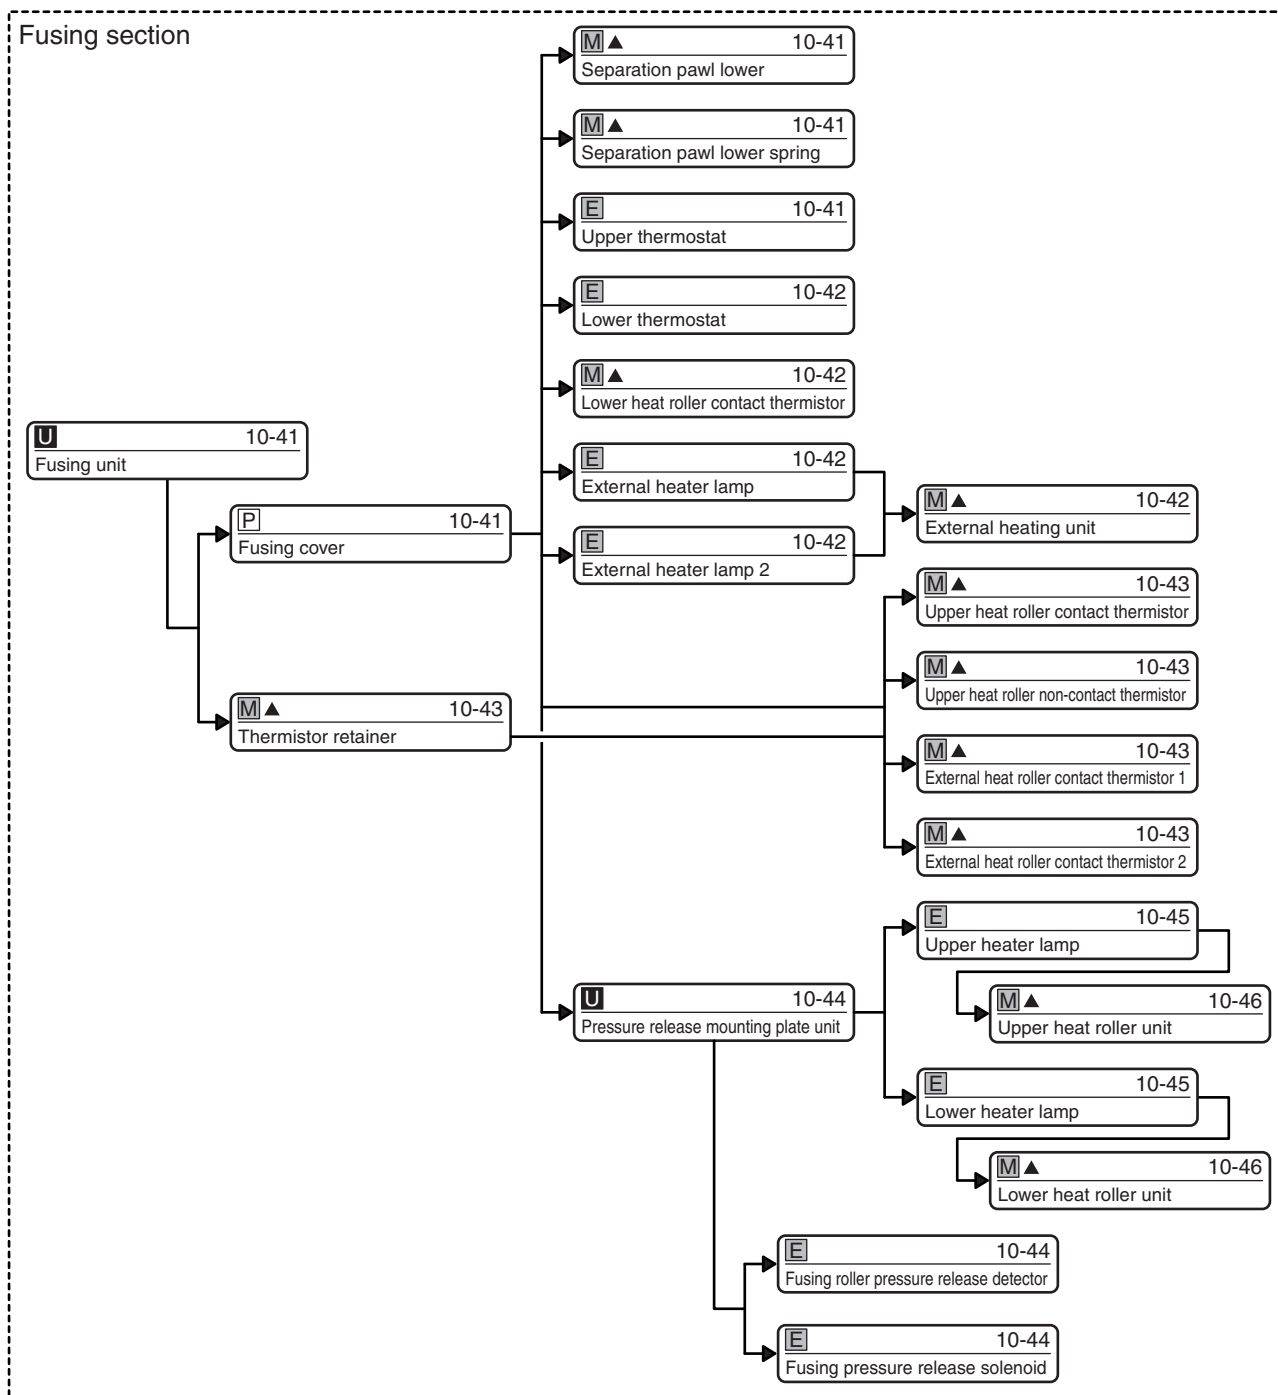 Fusing section
M▲ 10-41
Separation pawl lower
M▲ 10-41
Separation pawl lower spring
E 10-41
Upper thermostat
E 10-42
Lower thermostat
M▲ 10-42
Lower heat roller contact thermistor
U 10-41
Fusing unit
E 10-42
External heater lamp
P 10-41
Fusing cover
E 10-42
External heater lamp 2
M▲ 10-42
External heating unit
M▲ 10-43
Upper heat roller contact thermistor
M▲ 10-43
Upper heat roller non-contact thermistor
M▲ 10-43
Thermistor retainer
M▲ 10-43
External heat roller contact thermistor 1
M▲ 10-43
External heat roller contact thermistor 2
E 10-45
Upper heater lamp
U 10-44
Pressure release mounting plate unit
M▲ 10-46
Upper heat roller unit
E 10-45
Lower heater lamp
M▲ 10-46
Lower heat roller unit
E 10-44
Fusing roller pressure release detector
E 10-44
Fusing pressure release solenoid